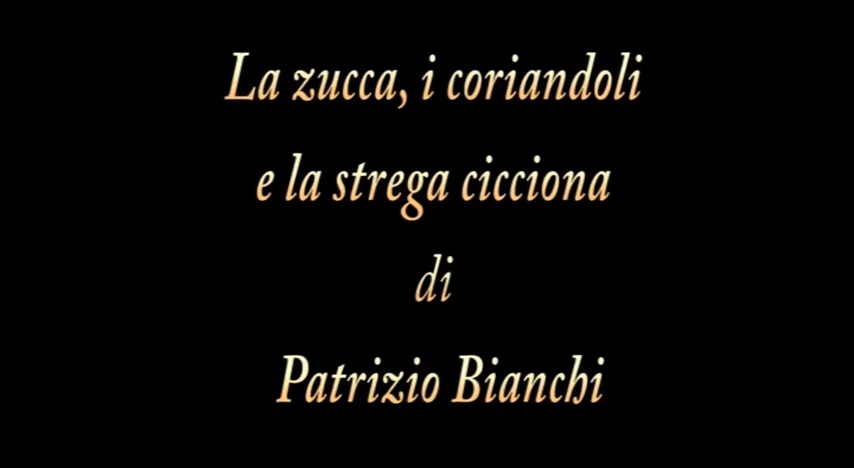 La zucca, i coriandoli
e la strega cicciona
di
Patrizio Bianchi